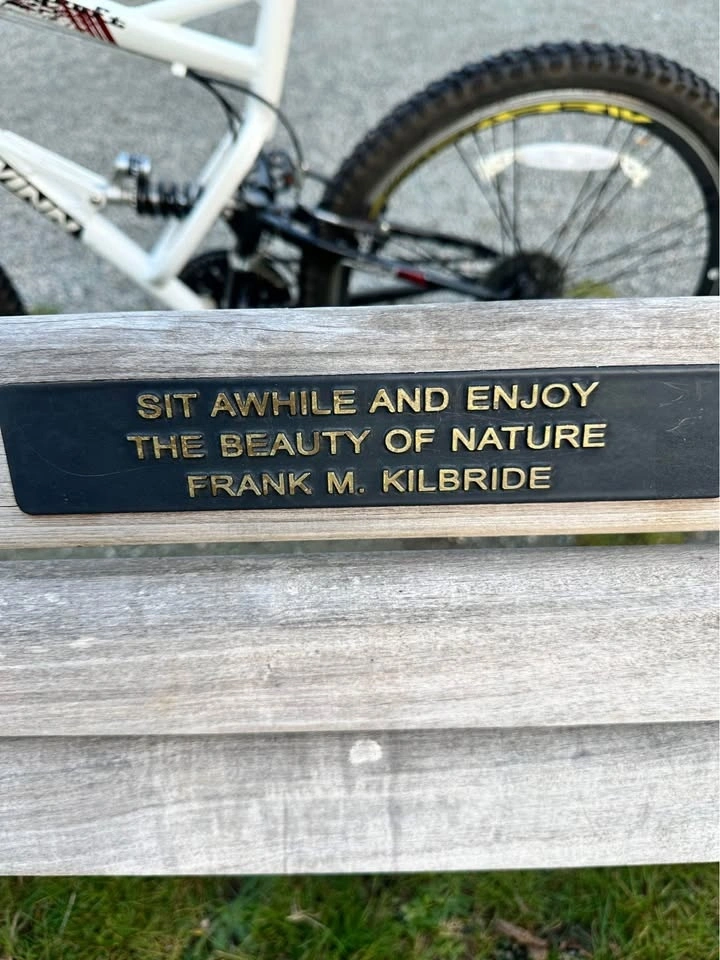 SIT AWHILE AND ENJOY
THE BEAUTY OF NATURE
FRANK M. KILBRIDE